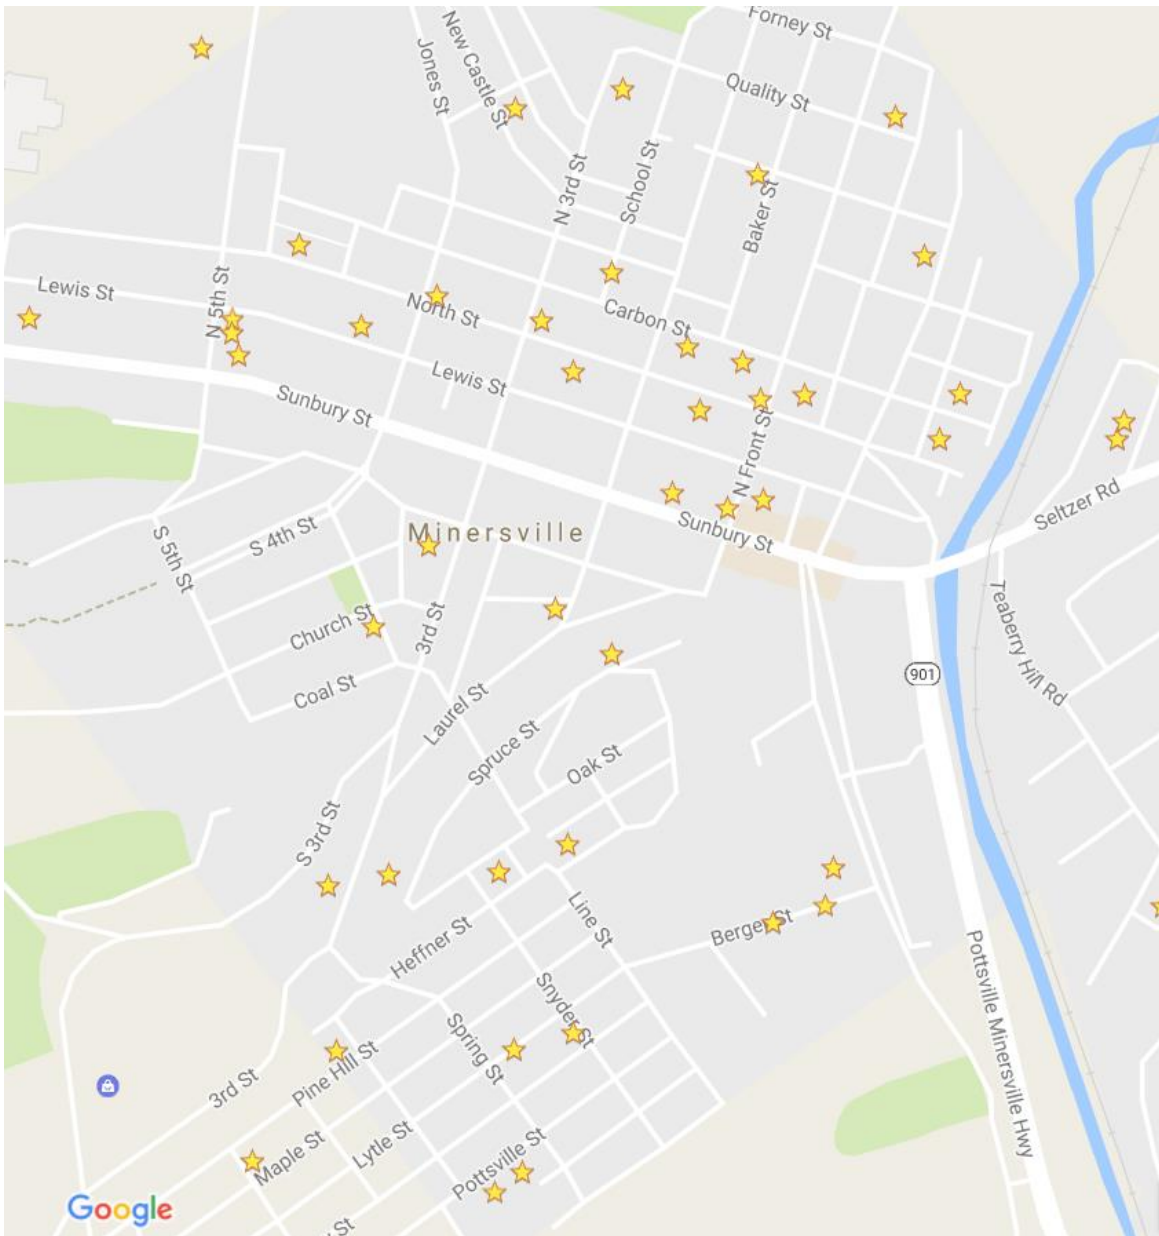 Forney St
New Castle St
Jones St
Quality St
N 3rd St
School St
Baker St
Lewis St
N 5th St
North St
Carbon St
Lewis St
Sunbury St
N Front St
Seltzer Rd
S 4th St
Minersville
Sunbury St
S 5th St
Church St
3rd St
Teaberry Hill Rd
Coal St
901
Laurel St
Spruce St
Oak St
S 3rd St
Line St
Berger St
Heffner St
Snyder St
Pottsville Minersville Hwy
Spring St
Pine Hill St
3rd St
Maple St
Lytle St
Pottsville St
Google
St